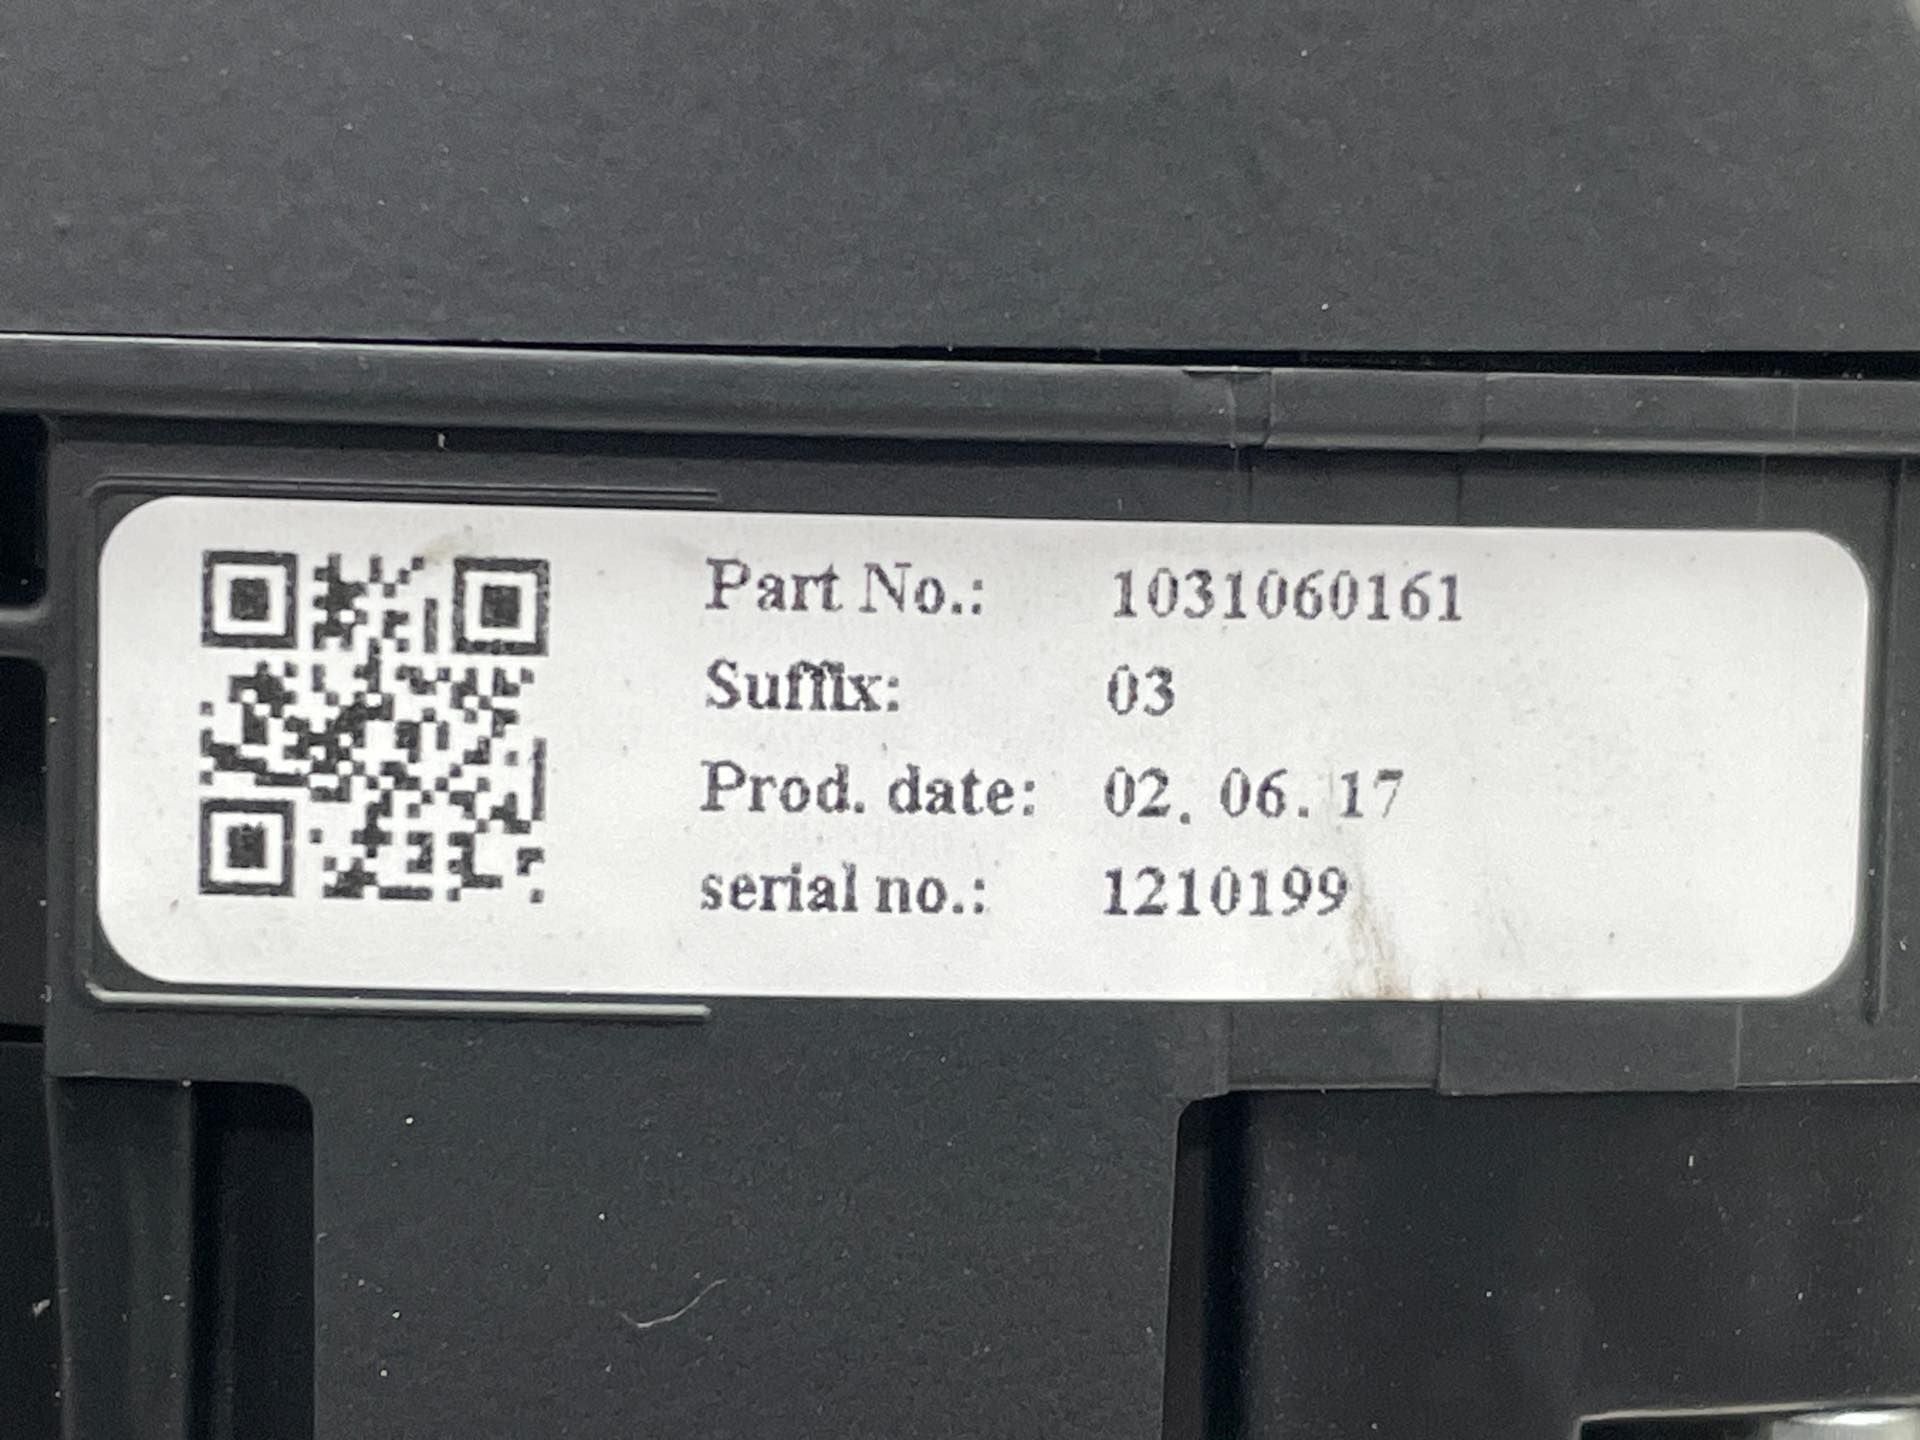 Part No.: 1031060161
Suffix: 03
Prod. date: 02. 06. 17
serial no.: 1210199